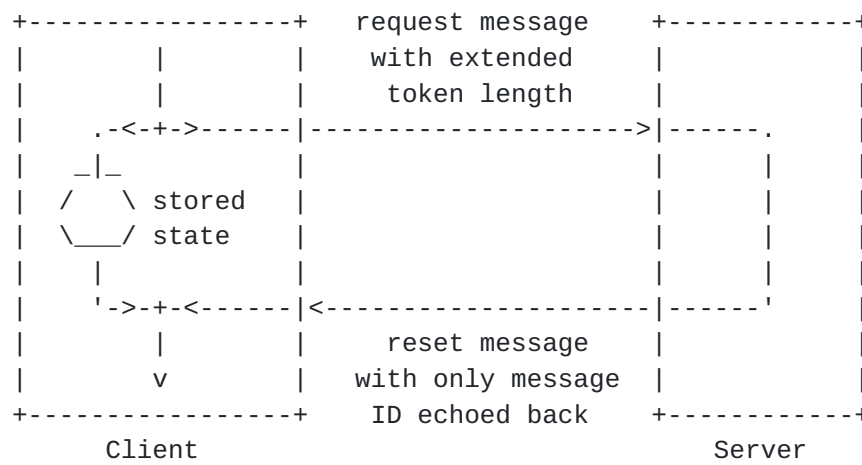 request message
with extended
token length
stored
state
reset message
with only message
ID echoed back
Client Server